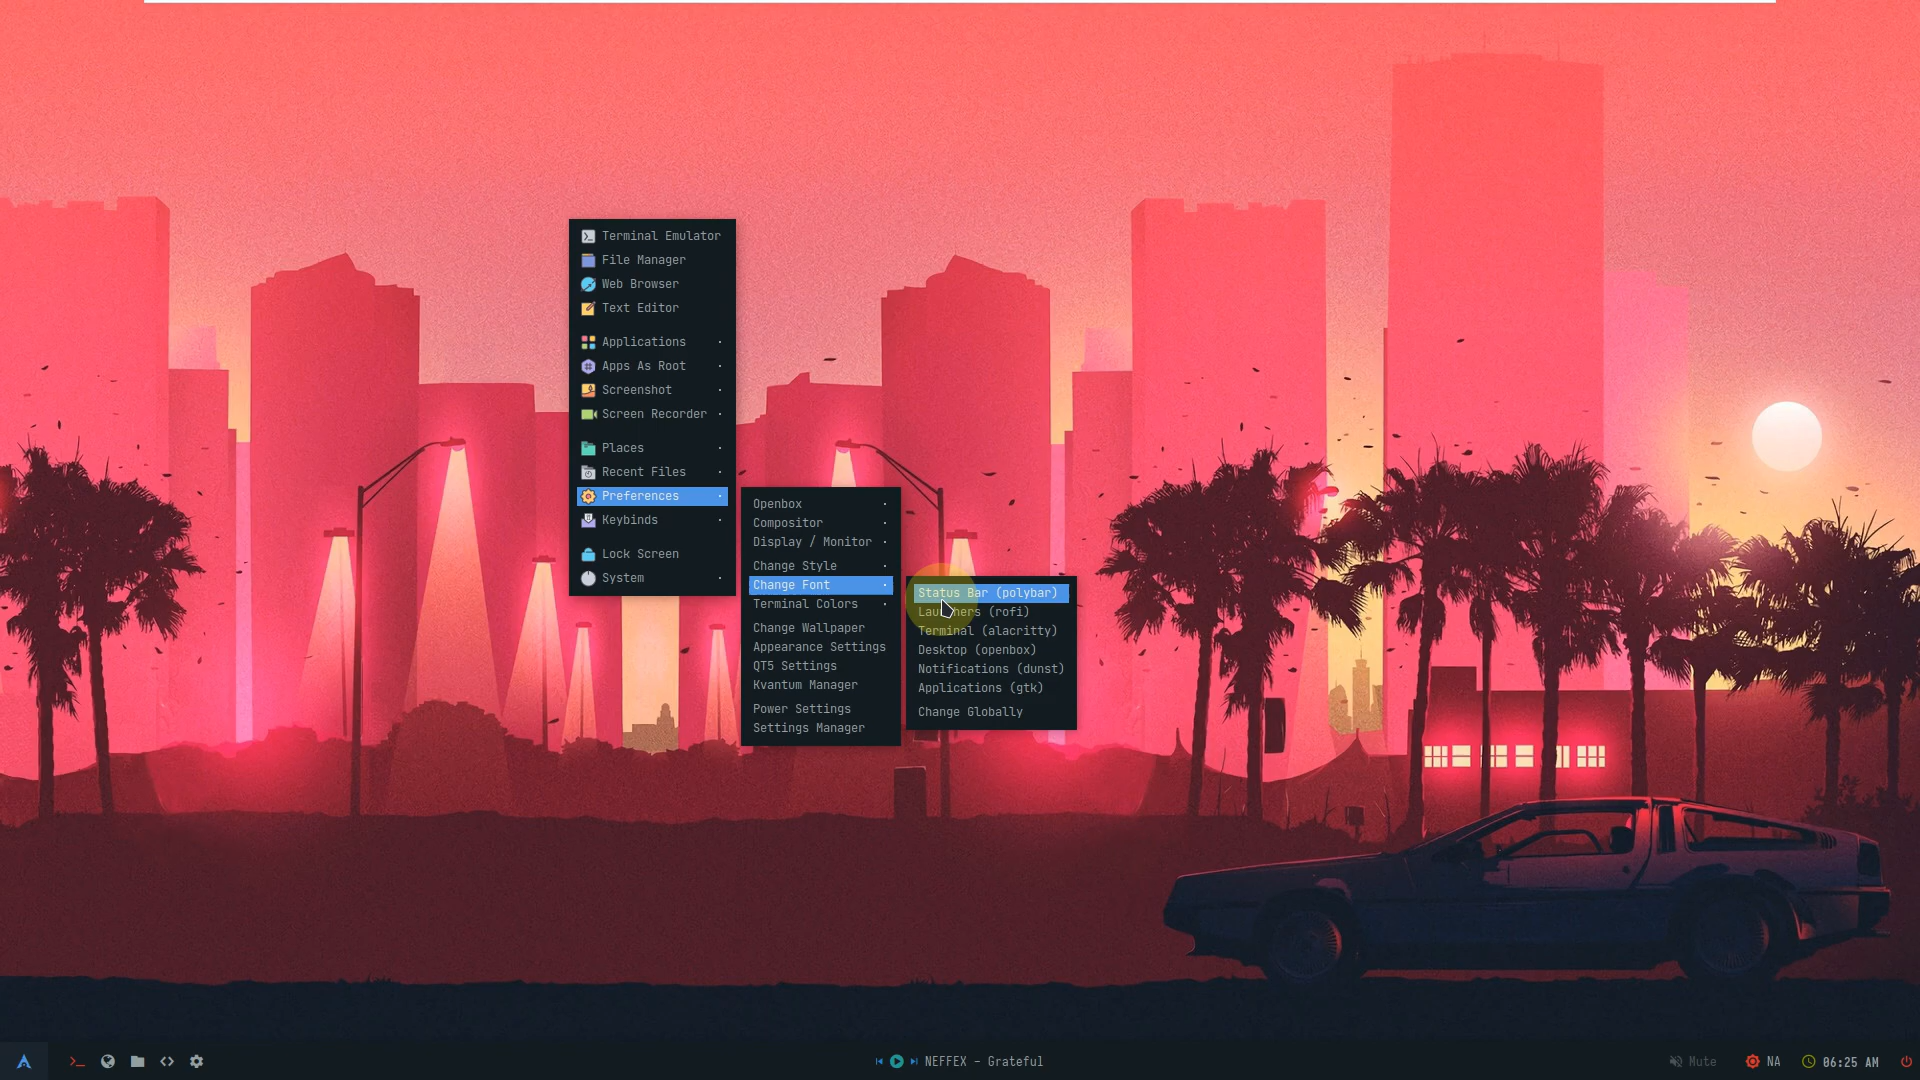 Terminal Emulator
File Manager
Web Browser
Text Editor
Applications
Apps As Root
Screenshot
Screen Recorder
Places
Recent Files
Preferences
Keybinds
Lock Screen
System
Openbox
Compositor
Display / Monitor
Change Style
Change Font
Terminal Colors
Change Wallpaper
Appearance Settings
QT5 Settings
Kvantum Manager
Power Settings
Settings Manager
Status Bar (polybar)
Launchers (rofi)
Terminal (alacritty)
Desktop (openbox)
Notifications (dunst)
Applications (gtk)
Change Globally
NEFFEX - Grateful
Mute
NA
06:25 AM